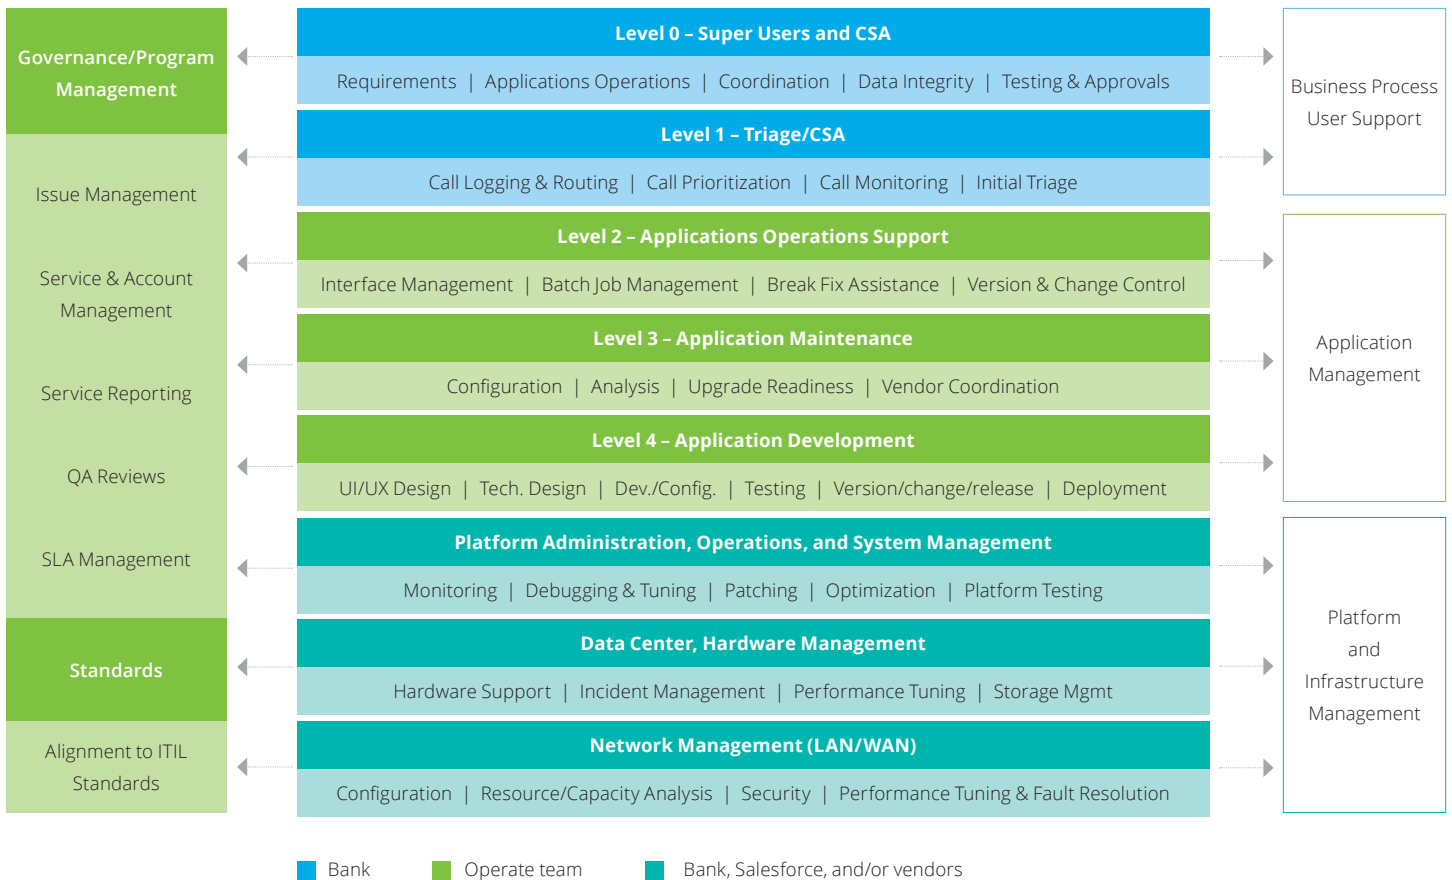 Governance/Program
Management
Issue Management
Service & Account
Management
Service Reporting
QA Reviews
SLA Management
Standards
Alignment to ITIL
Standards
Level 0 – Super Users and CSA
Requirements | Applications Operations | Coordination | Data Integrity | Testing & Approvals
Level 1 – Triage/CSA
Call Logging & Routing | Call Prioritization | Call Monitoring | Initial Triage
Level 2 – Applications Operations Support
Interface Management | Batch Job Management | Break Fix Assistance | Version & Change Control
Level 3 – Application Maintenance
Configuration | Analysis | Upgrade Readiness | Vendor Coordination
Level 4 – Application Development
UI/UX Design | Tech. Design | Dev./Config. | Testing | Version/change/release | Deployment
Platform Administration, Operations, and System Management
Monitoring | Debugging & Tuning | Patching | Optimization | Platform Testing
Data Center, Hardware Management
Hardware Support | Incident Management | Performance Tuning | Storage Mgmt
Network Management (LAN/WAN)
Configuration | Resource/Capacity Analysis | Security | Performance Tuning & Fault Resolution
Business Process
User Support
Application
Management
Platform
and
Infrastructure
Management
Bank
Operate team
Bank, Salesforce, and/or vendors